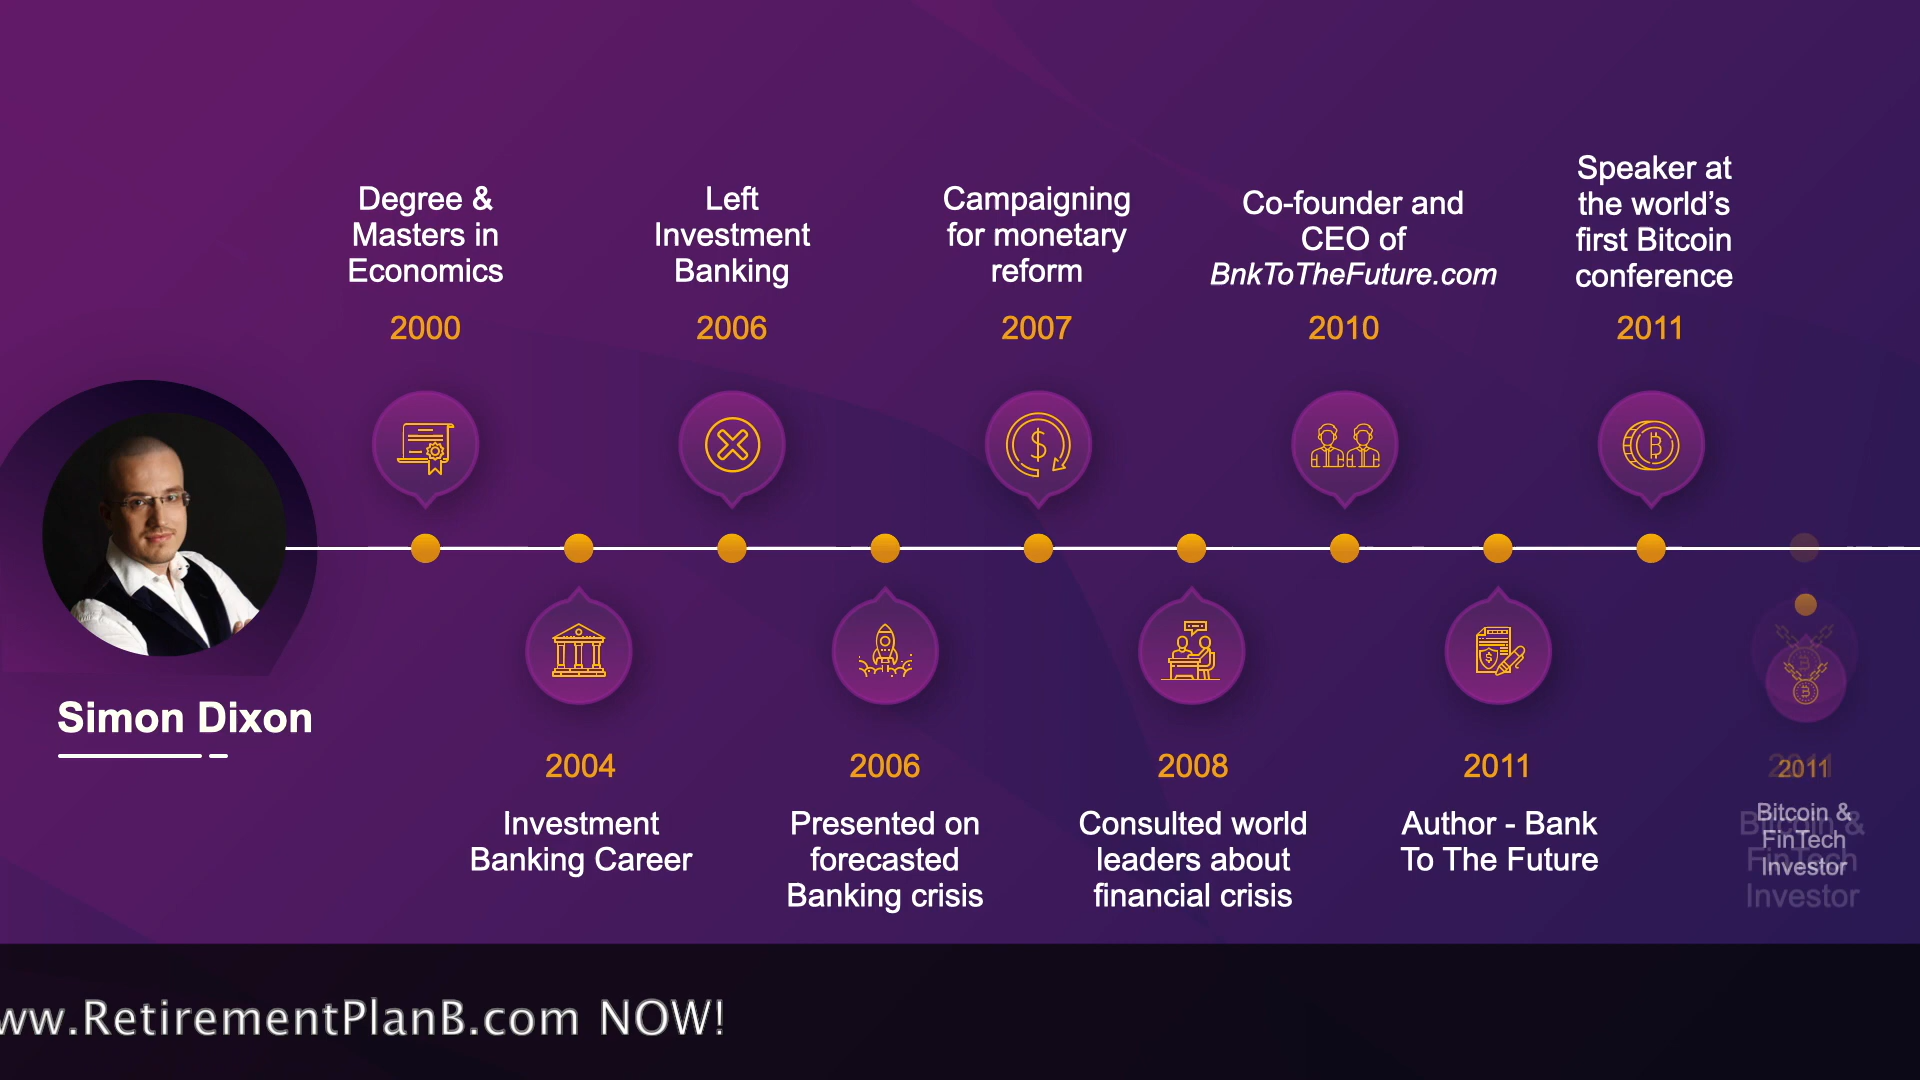 Degree &
Masters in
Economics
2000
Left
Investment
Banking
2006
Campaigning
for monetary
reform
2007
Co-founder and
CEO of
BnkToTheFuture.com
2010
Speaker at
the world's
first Bitcoin
conference
2011
Simon Dixon
2004
Investment
Banking Career
2006
Presented on
forecasted
Banking crisis
2008
Consulted world
leaders about
financial crisis
2011
Author - Bank
To The Future
2011
Bitcoin &
FinTech
Investor
ww.RetirementPlanB.com NOW!